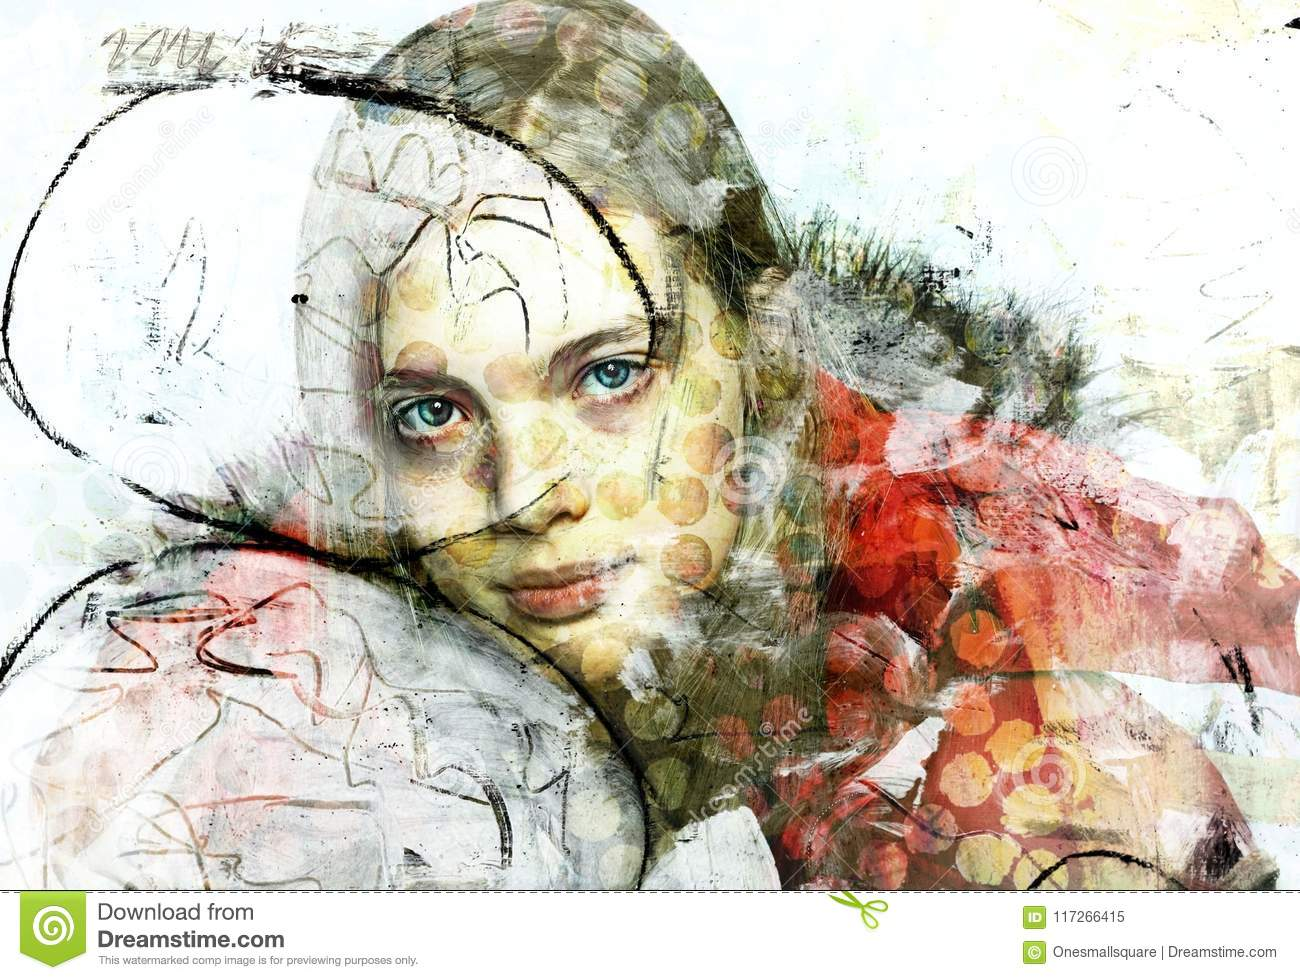 Download from
Dreamstime.com
This watermarked comp image is for previewing purposes only.
ID 117266415
© Onesmallsquare | Dreamstime.com